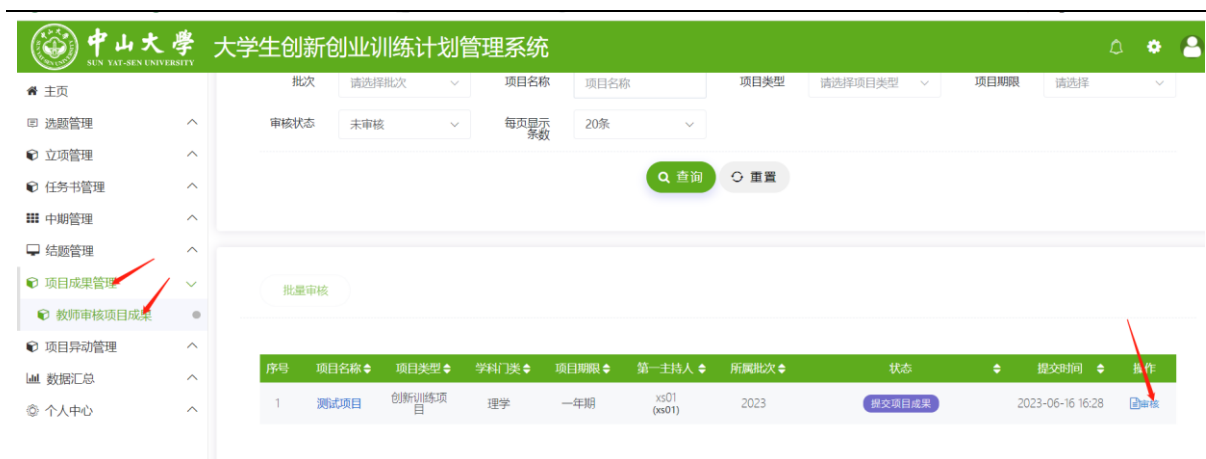 中山大學 大学生创新创业训练计划管理系统
SUN YAT-SEN UNIVERSITY
主页
选题管理
立项管理
任务书管理
中期管理
结题管理
项目成果管理
教师审核项目成果
项目异动管理
数据汇总
个人中心
批次 请选择批次 项目名称 项目名称 项目类型 请选择项目类型 项目期限 请选择
审核状态 未审核 每页显示条数 20条
查询 重置
批量审核
序号 项目名称 项目类型 学科门类 项目期限 第一主持人 所属批次 状态 提交时间 操作
1 测试项目 创新训练项目 理学 一年期 xs01 (xs01) 2023 提交项目成果 2023-06-16 16:28 审核